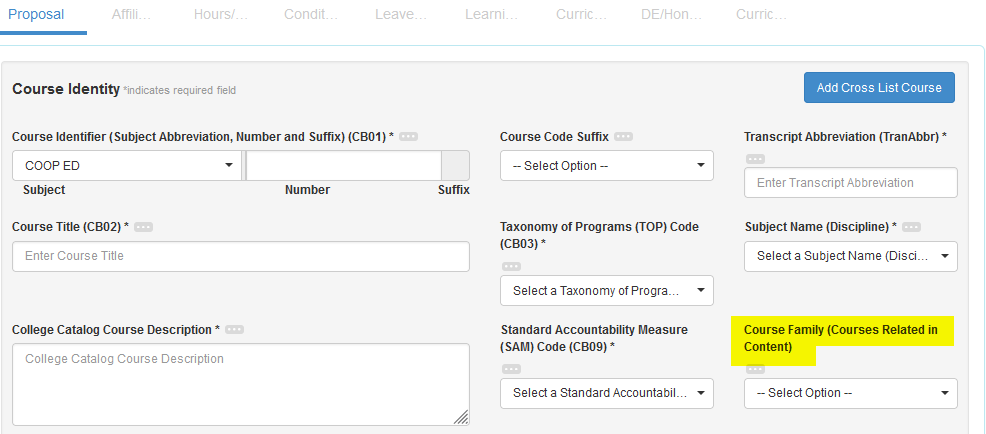 Proposal Affili... Hours/... Condit... Leave... Learni... Curric... DE/Hon... Curric...
Course Identity *indicates required field
Add Cross List Course
Course Identifier (Subject Abbreviation, Number and Suffix) (CB01) *
COOP ED
Subject Number Suffix
Course Code Suffix
-- Select Option --
Transcript Abbreviation (TranAbbr) *
Enter Transcript Abbreviation
Course Title (CB02) *
Enter Course Title
Taxonomy of Programs (TOP) Code
(CB03) *
Select a Taxonomy of Progra...
Subject Name (Discipline) *
Select a Subject Name (Disci...
College Catalog Course Description *
College Catalog Course Description
Standard Accountability Measure
(SAM) Code (CB09) *
Select a Standard Accountabil...
Course Family (Courses Related in
Content)
-- Select Option --